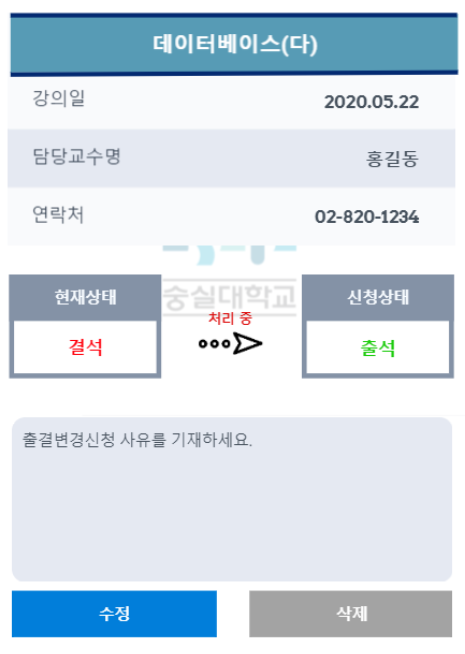 데이터베이스(다)
강의일 2020.05.22
담당교수명 홍길동
연락처 02-820-1234
현재상태 숭실대학교 신청상태
처리 중
결석 출석
출결변경신청 사유를 기재하세요.
수정 삭제